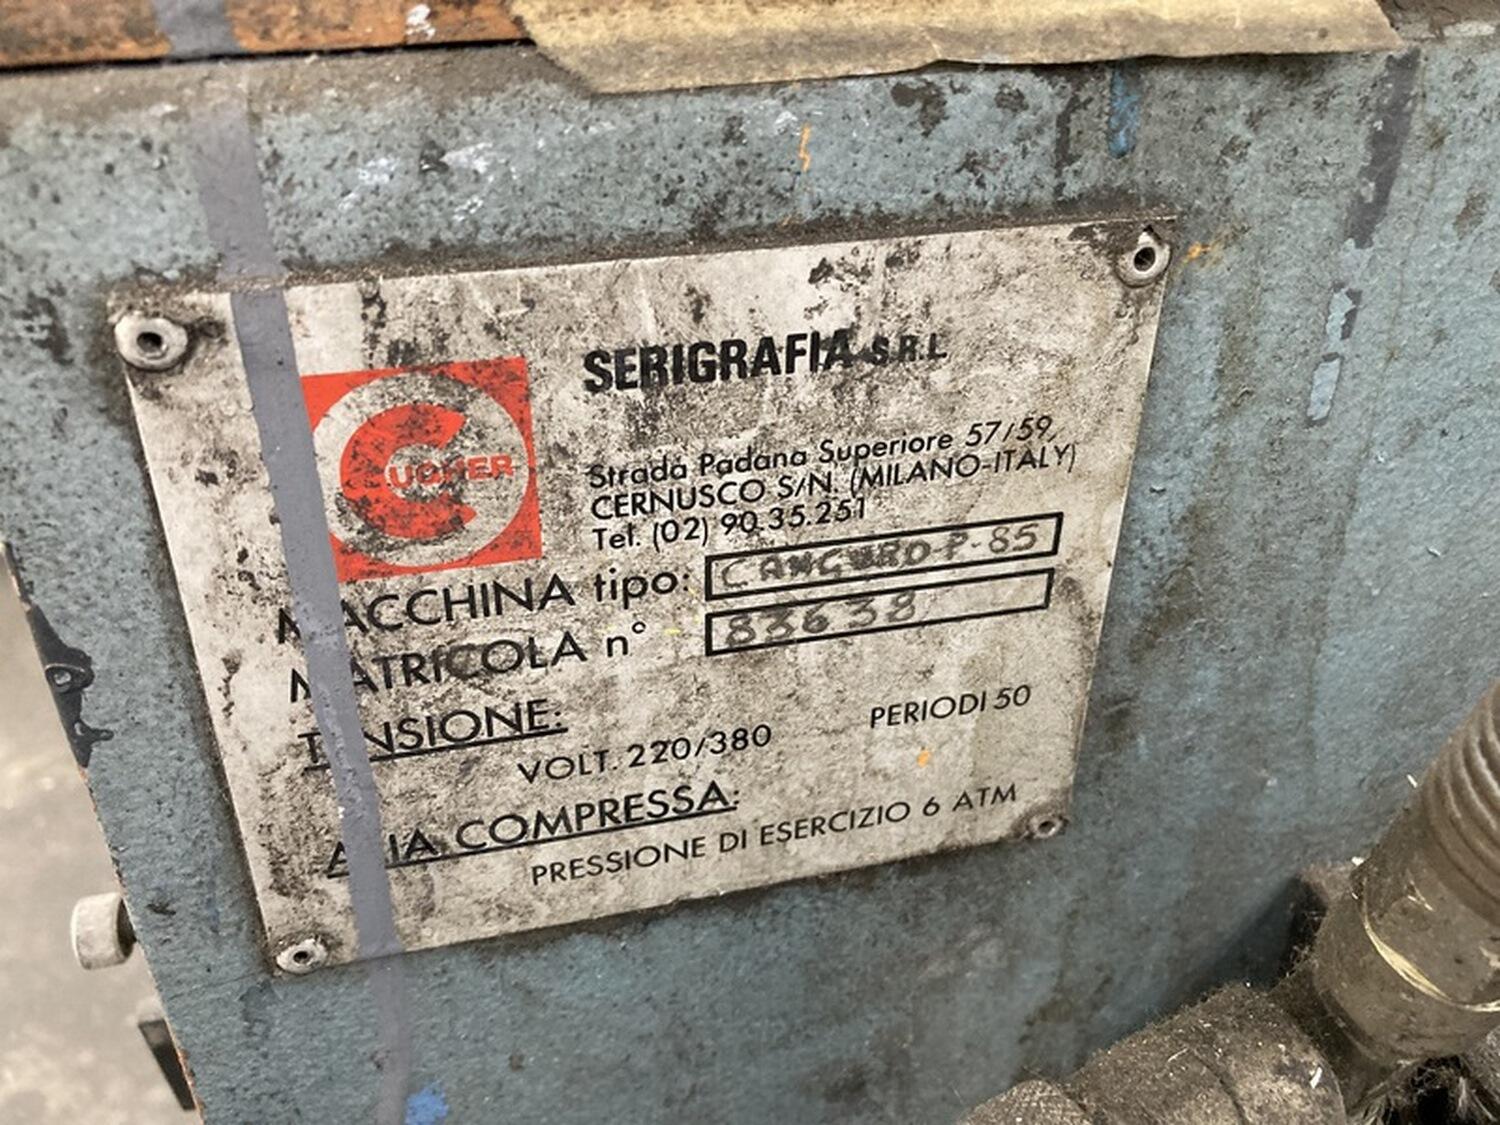 SERIGRAFIA S.R.L.
CUGHER
Strada Padana Superiore 57/59,
CERNUSCO S/N. (MILANO-ITALY)
Tel. (02) 90.35.251
MACCHINA tipo: CANGURO P-85
MATRICOLA n° 83638
TENSIONE:
VOLT. 220/380 PERIODI 50
ARIA COMPRESSA:
PRESSIONE DI ESERCIZIO 6 ATM